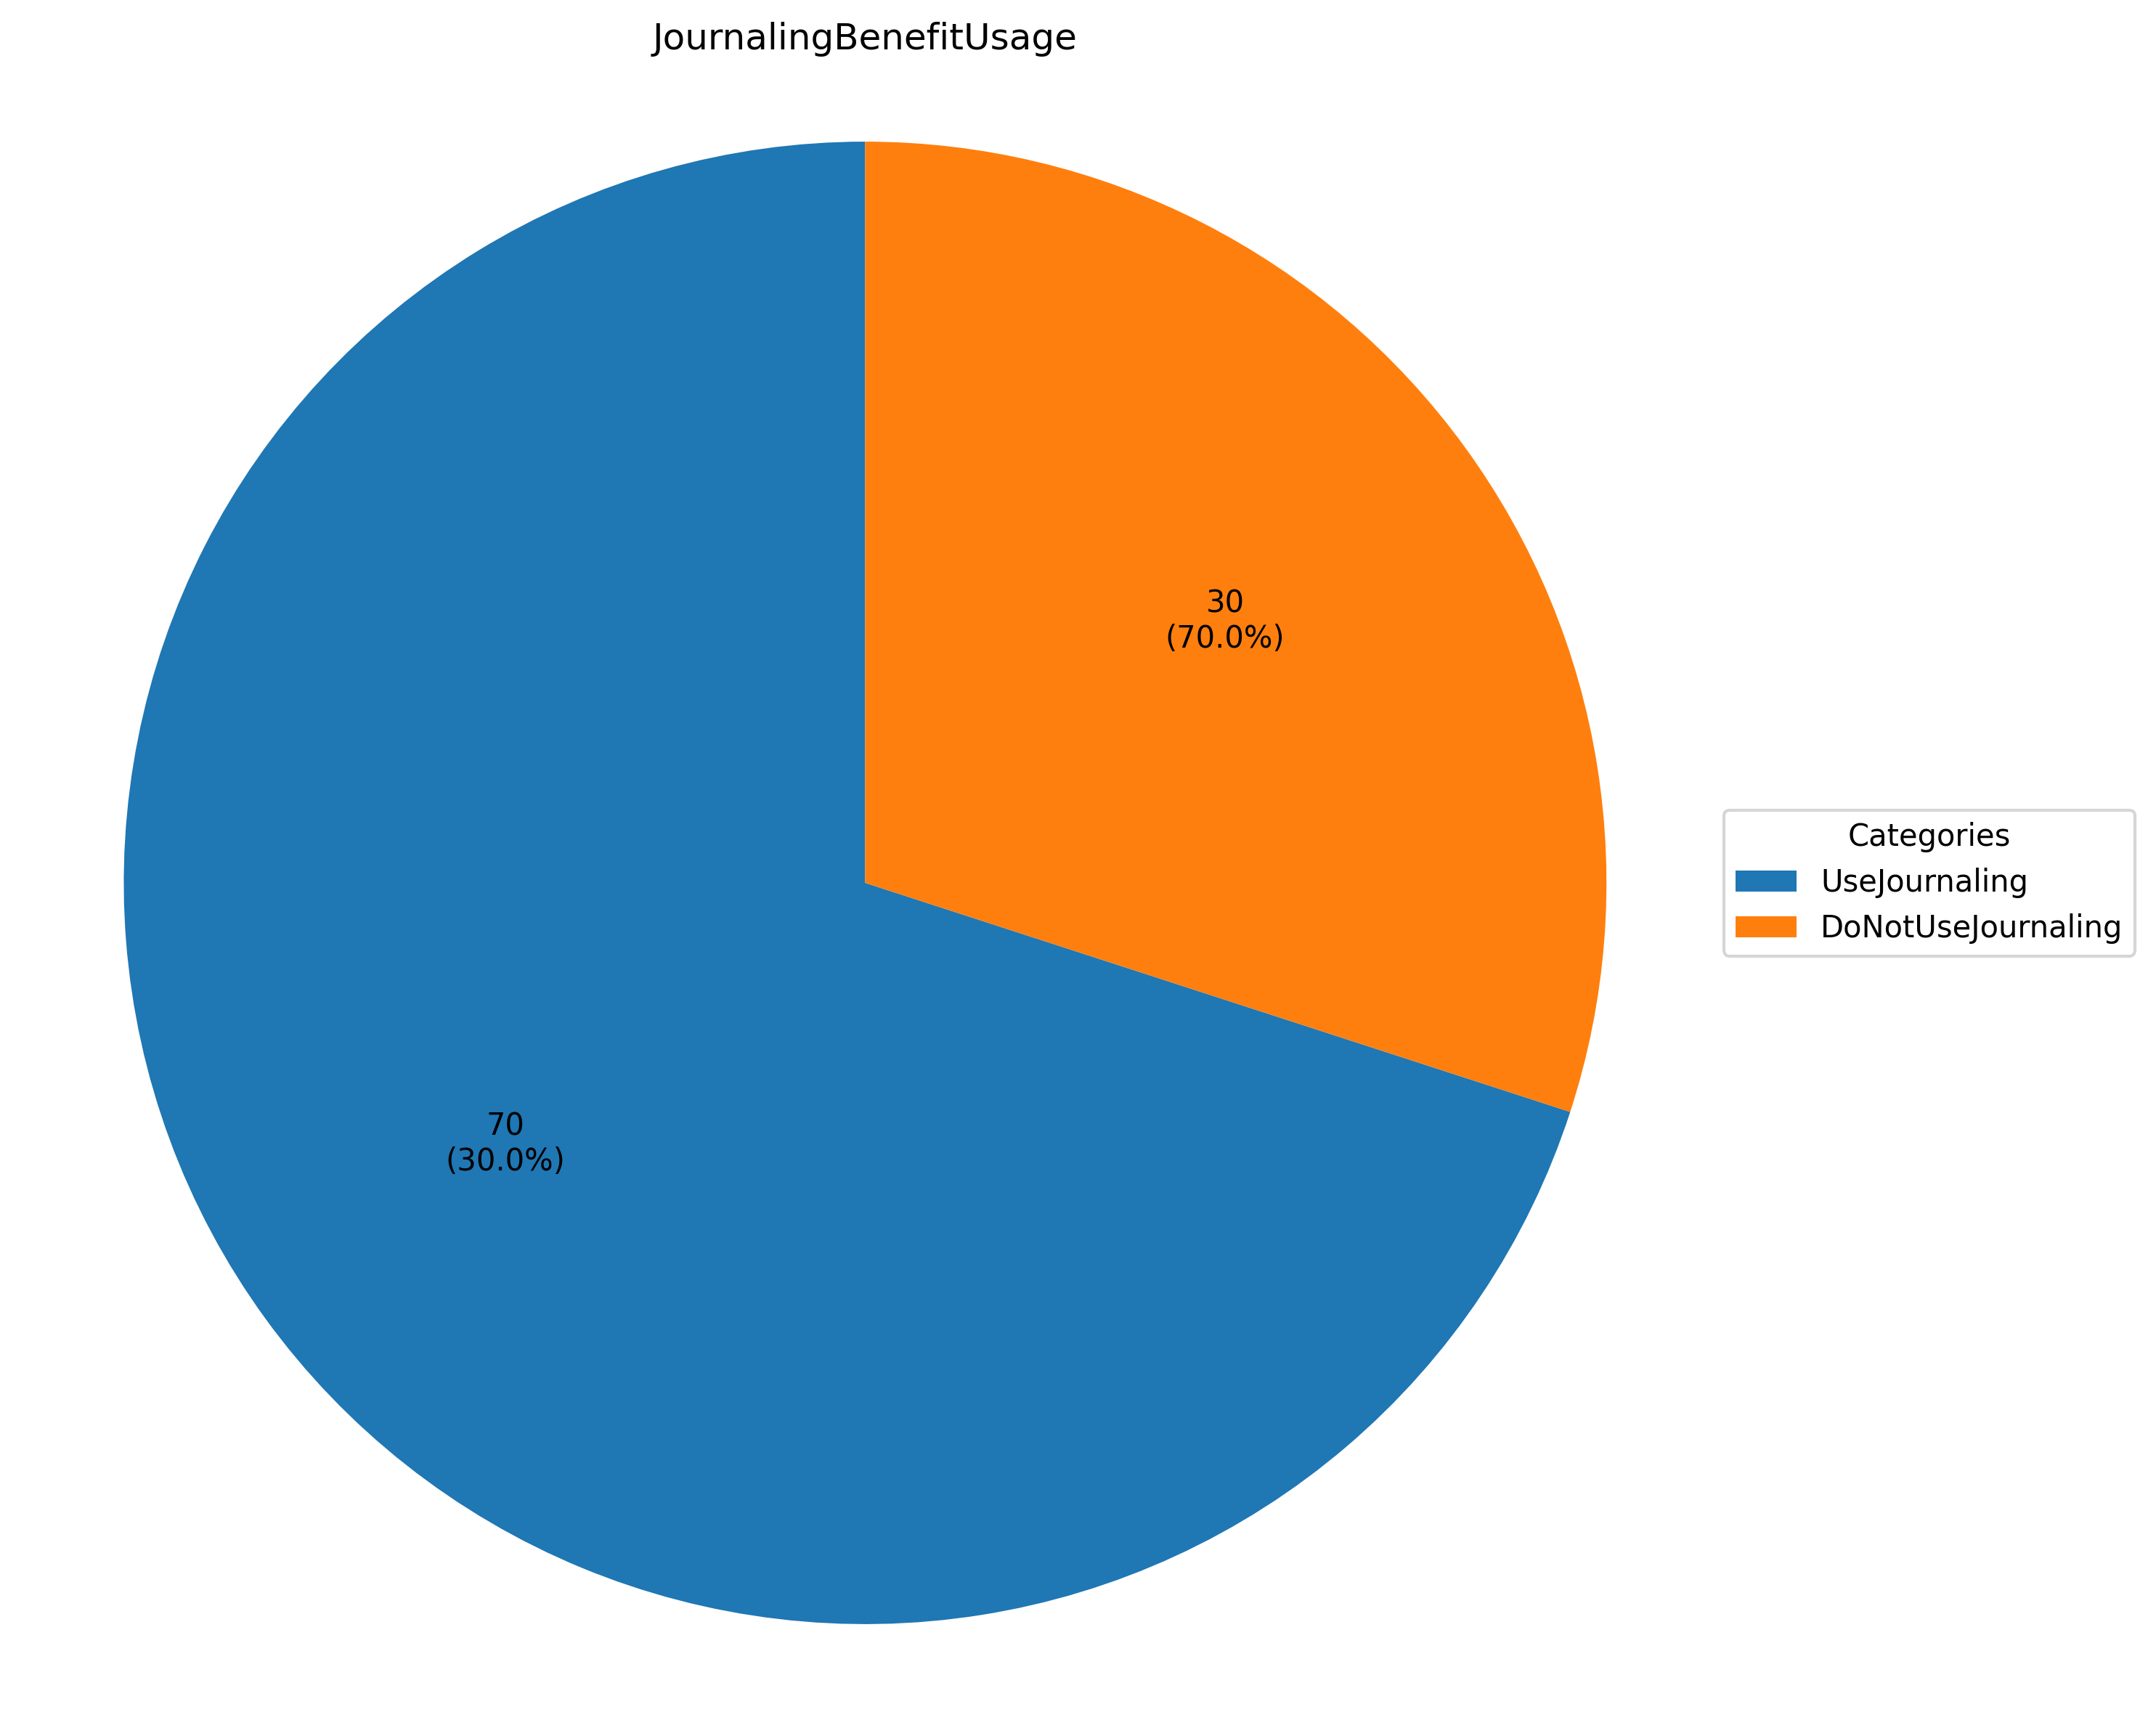 JournalingBenefitUsage
30
(70.0%)
70
(30.0%)
Categories
UseJournaling
DoNotUseJournaling